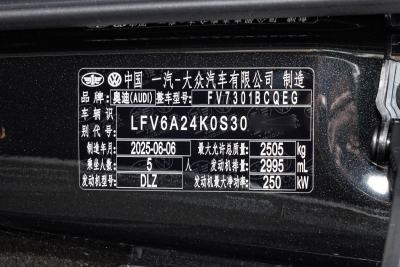 中国 一汽-大众汽车有限公司 制造
品牌 奥迪(AUDI) 整车型号 FV7301BCQEG
车辆识 LFV6A24K0S30
制造年月 2025-06-06 最大允许总质量 2505 kg
乘坐人数 5 人 发动机排量 2995 mL
发动机型号 DLZ 发动机最大净功率 250 kW